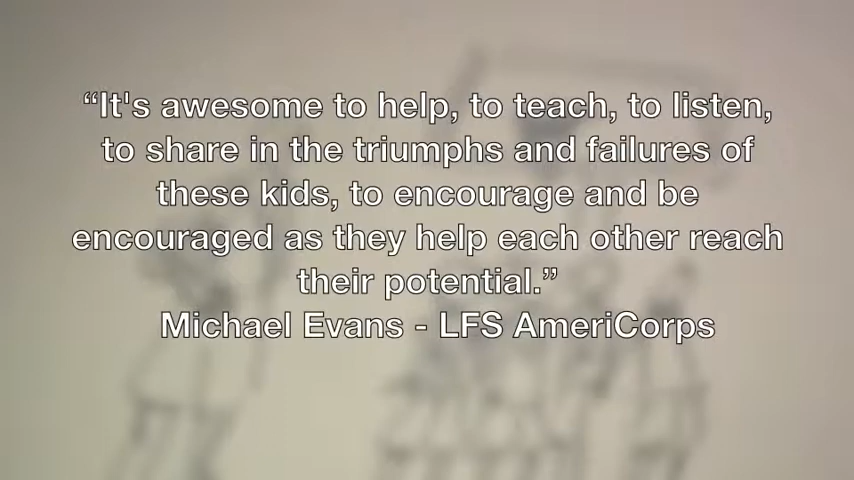 “It's awesome to help, to teach, to listen,
to share in the triumphs and failures of
these kids, to encourage and be
encouraged as they help each other reach
their potential.”
Michael Evans - LFS AmeriCorps